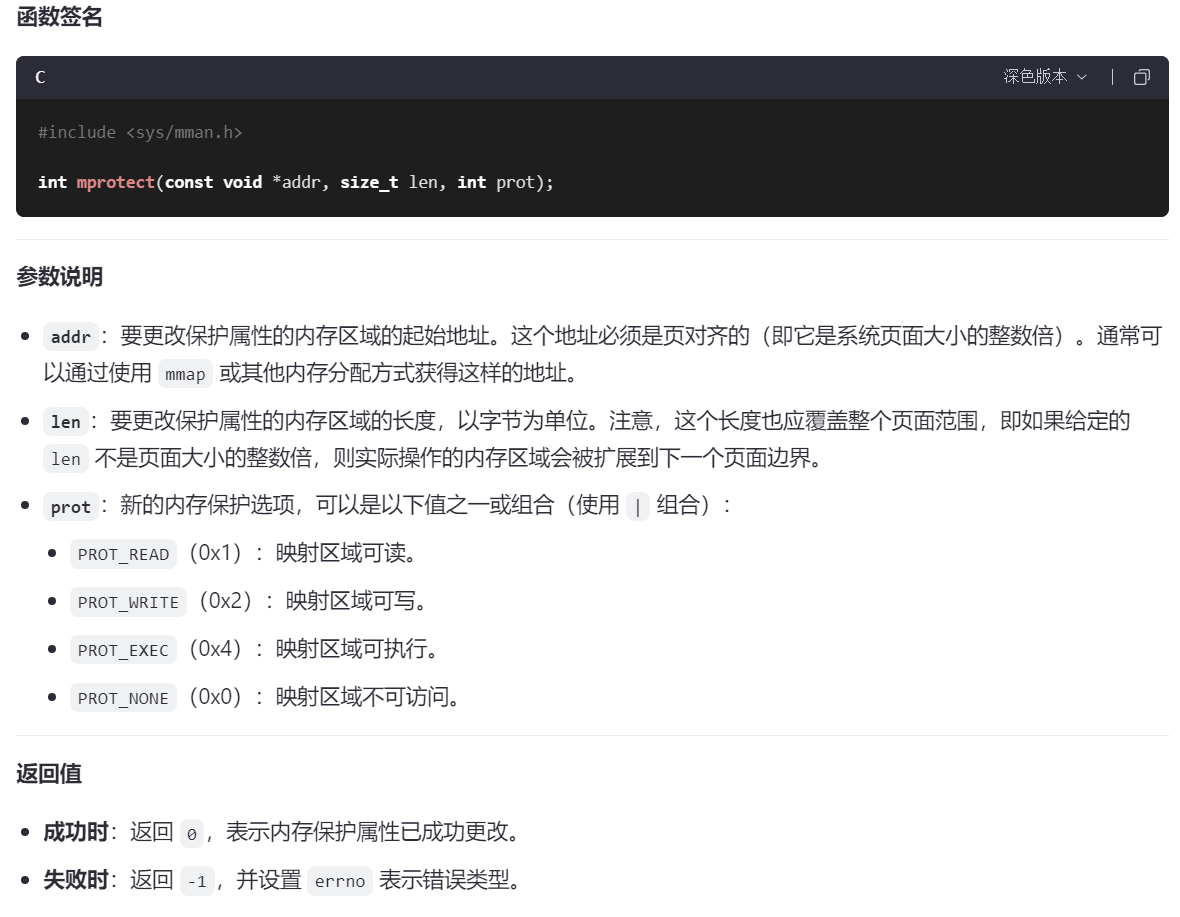 函数签名
C
深色版本
#include <sys/mman.h>
int mprotect(const void *addr, size_t len, int prot);
参数说明
addr：要更改保护属性的内存区域的起始地址。这个地址必须是页对齐的（即它是系统页面大小的整数倍）。通常可
以通过使用 mmap 或其他内存分配方式获得这样的地址。
len：要更改保护属性的内存区域的长度，以字节为单位。注意，这个长度也应覆盖整个页面范围，即如果给定的
len 不是页面大小的整数倍，则实际操作的内存区域会被扩展到下一个页面边界。
prot：新的内存保护选项，可以是以下值之一或组合（使用 | 组合）：
PROT_READ（0x1）：映射区域可读。
PROT_WRITE（0x2）：映射区域可写。
PROT_EXEC（0x4）：映射区域可执行。
PROT_NONE（0x0）：映射区域不可访问。
返回值
成功时：返回 0，表示内存保护属性已成功更改。
失败时：返回 -1，并设置 errno 表示错误类型。